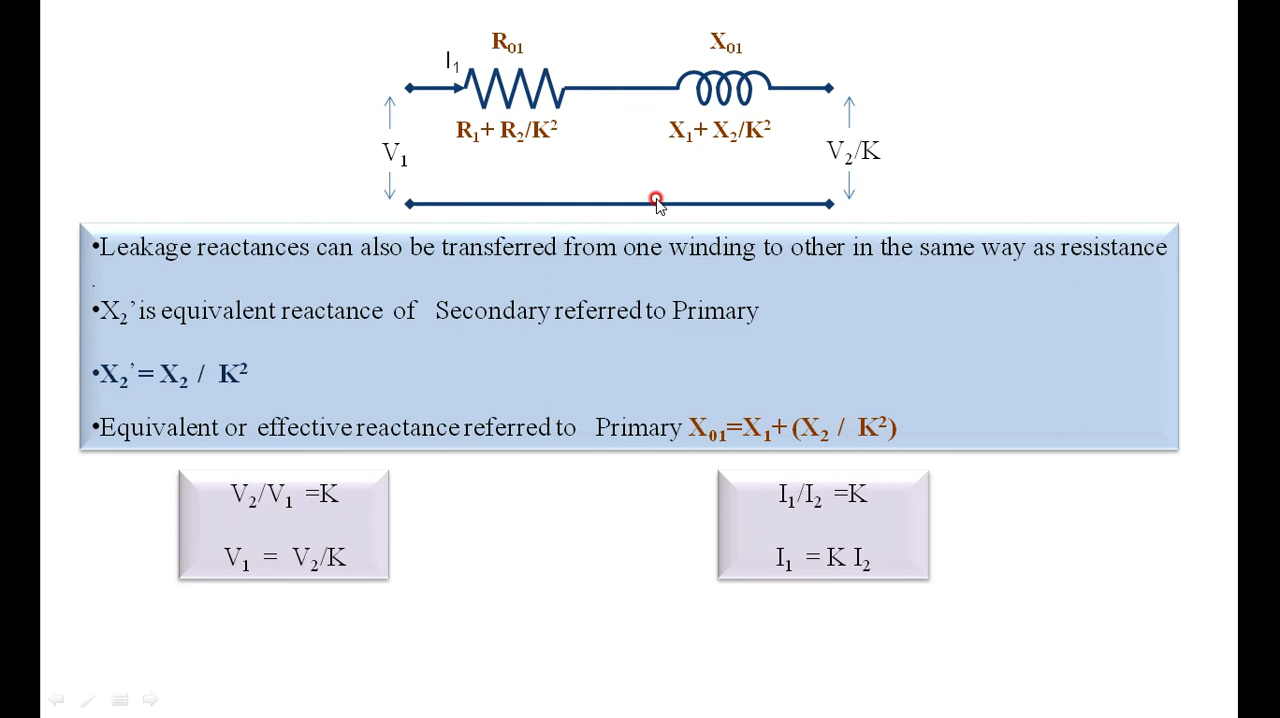 R₀₁
X₀₁
I₁
R₁+ R₂/K²
X₁+ X₂/K²
V₁
V₂/K
•Leakage reactances can also be transferred from one winding to other in the same way as resistance
.
•X₂’ is equivalent reactance of Secondary referred to Primary
•X₂’= X₂ / K²
•Equivalent or effective reactance referred to Primary X₀₁=X₁+ (X₂ / K²)
V₂/V₁ =K
V₁ = V₂/K
I₁/I₂ =K
I₁ = K I₂